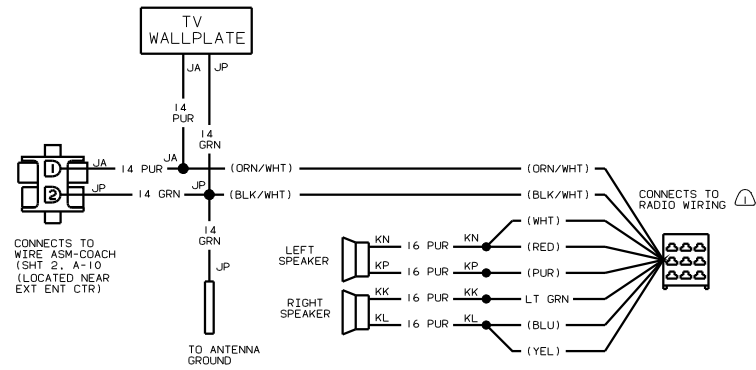 TV
WALLPLATE
JA JP
14
PUR
14
GRN
1 JA 14 PUR JA (ORN/WHT) (ORN/WHT)
2 JP 14 GRN JP (BLK/WHT) (BLK/WHT)
CONNECTS TO
RADIO WIRING 1
CONNECTS TO
WIRE ASM-COACH
(SHT 2, A-10
(LOCATED NEAR
EXT ENT CTR)
14
GRN
JP
TO ANTENNA
GROUND
LEFT
SPEAKER
(WHT)
KN 16 PUR KN (RED)
KP 16 PUR KP (PUR)
RIGHT
SPEAKER
KK 16 PUR KK LT GRN
KL 16 PUR KL (BLU)
(YEL)